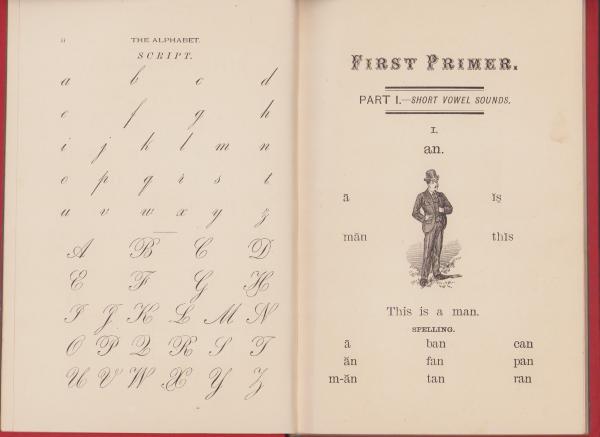 ii THE ALPHABET.
SCRIPT.
a b c d
e f g h
i j k l m n
o p q r s t
u v w x y z
A B C D
E F G H
I J K L M N
O P Q R S T
U V W X Y Z
FIRST PRIMER.
PART I.—SHORT VOWEL SOUNDS.
I.
an.
ā ĭs̱
măn thĭs
This is a man.
SPELLING.
ā ban can
ăn fan pan
m-ăn tan ran